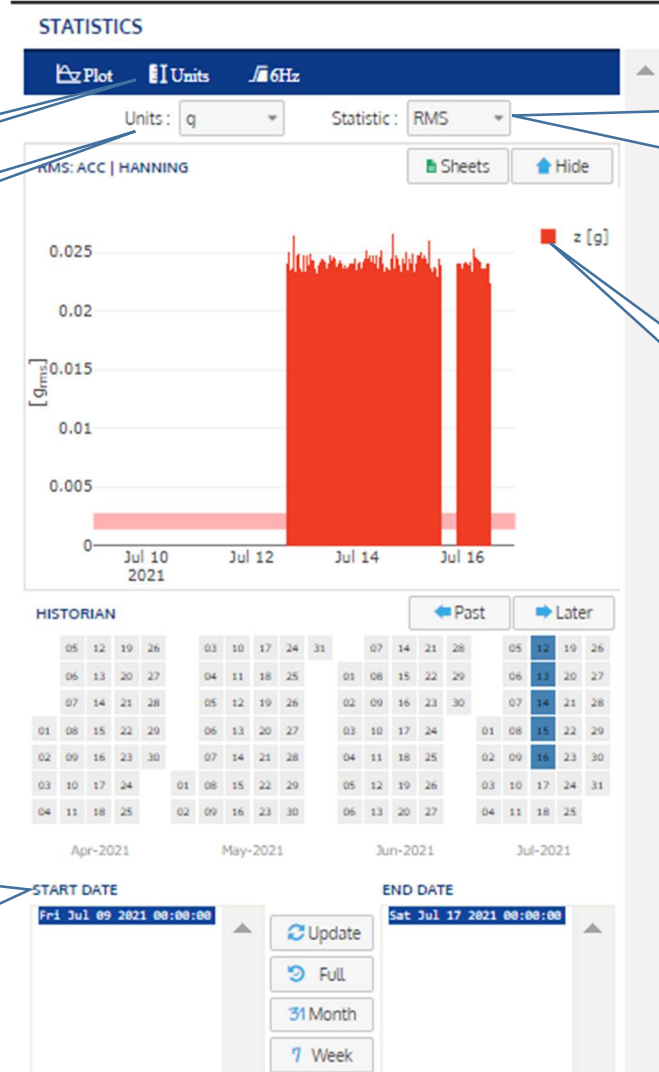 STATISTICS
Plot Units 6Hz
Units : g Statistic : RMS
RMS: ACC | HANNING Sheets Hide
z [g]
0.025
0.02
0.015
[grms]
0.01
0.005
0
Jul 10 Jul 12 Jul 14 Jul 16
2021
HISTORIAN Past Later
05 12 19 26 03 10 17 24 31 07 14 21 28 05 12 19 26
06 13 20 27 04 11 18 25 01 08 15 22 29 06 13 20 27
07 14 21 28 05 12 19 26 02 09 16 23 30 07 14 21 28
01 08 15 22 29 06 13 20 27 03 10 17 24 01 08 15 22 29
02 09 16 23 30 07 14 21 28 04 11 18 25 02 09 16 23 30
03 10 17 24 01 08 15 22 29 05 12 19 26 03 10 17 24 31
04 11 18 25 02 09 16 23 30 06 13 20 27 04 11 18 25
Apr-2021 May-2021 Jun-2021 Jul-2021
START DATE END DATE
Fri Jul 09 2021 00:00:00 Sat Jul 17 2021 00:00:00
Update
Full
31 Month
7 Week